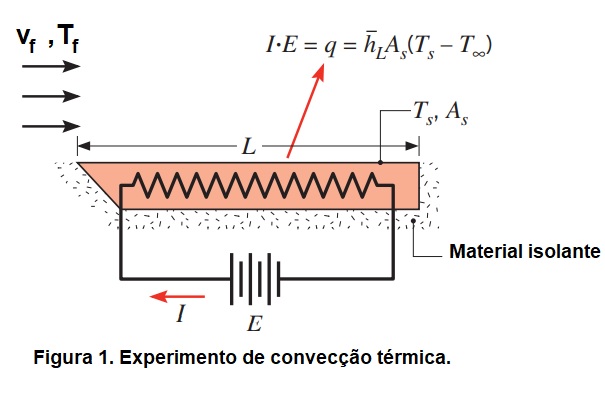 v_f , T_f
I·E = q = h̄_L A_s(T_s − T_∞)
T_s, A_s
L
Material isolante
I
E
Figura 1. Experimento de convecção térmica.